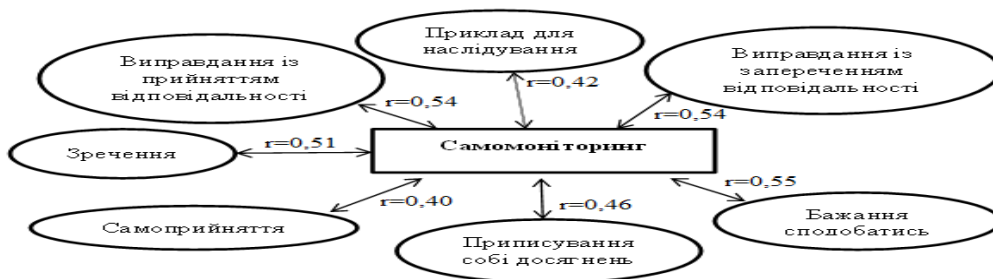 Приклад для
наслідування
Виправдання із
прийняттям
відповідальності
Виправдання із
запереченням
відповідальності
r=0,42
r=0,54
r=0,54
Зречення
r=0,51
Самомоніторинг
r=0,55
r=0,40
r=0,46
Самоприйняття
Приписування
собі досягнень
Бажання
сподобатись